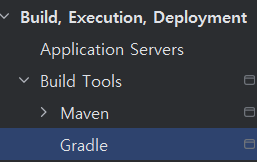 Build, Execution, Deployment
Application Servers
Build Tools
Maven
Gradle